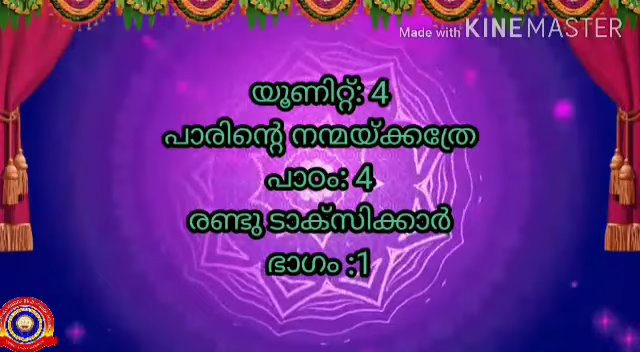 Made with KINEMASTER
യൂണിറ്റ്: 4
പാരിന്റെ നന്മയ്ക്കത്രേ
പാഠം: 4
രണ്ടു ടാക്സിക്കാർ
ഭാഗം :1